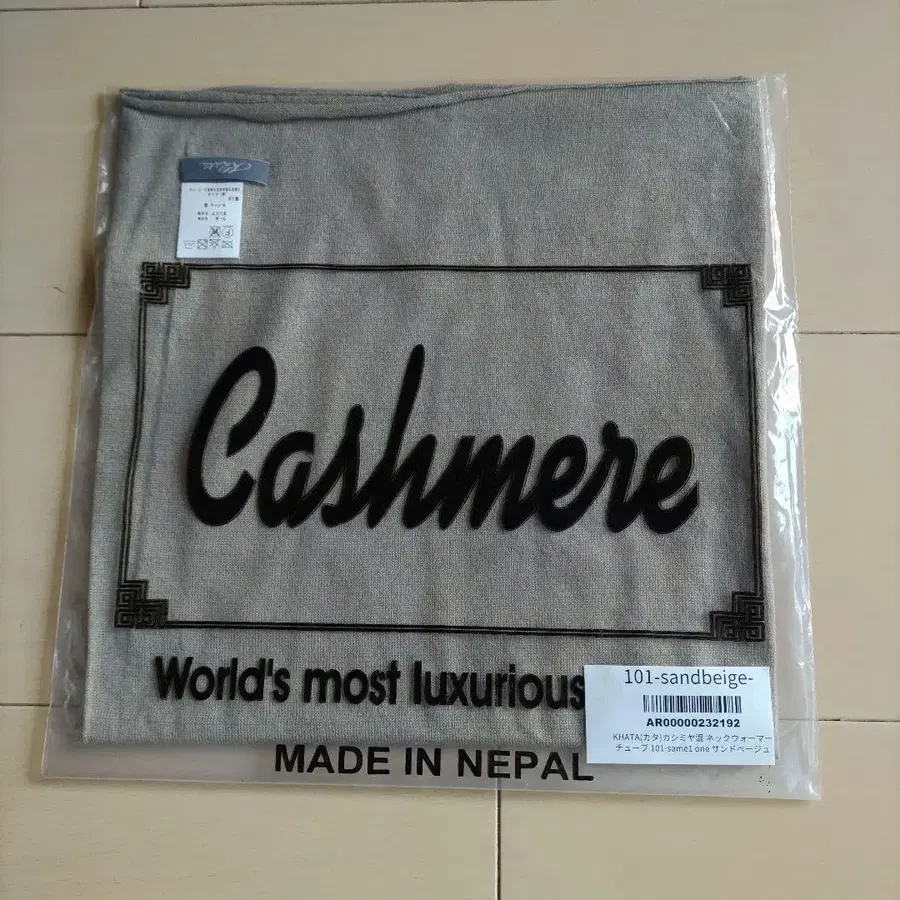 Khata
Cashmere
World's most luxurious
MADE IN NEPAL
101-sandbeige-
AR00000232192
KHATA(カタ)カシミヤ混 ネックウォーマー
チューブ 101-same1 one サンドベージュ